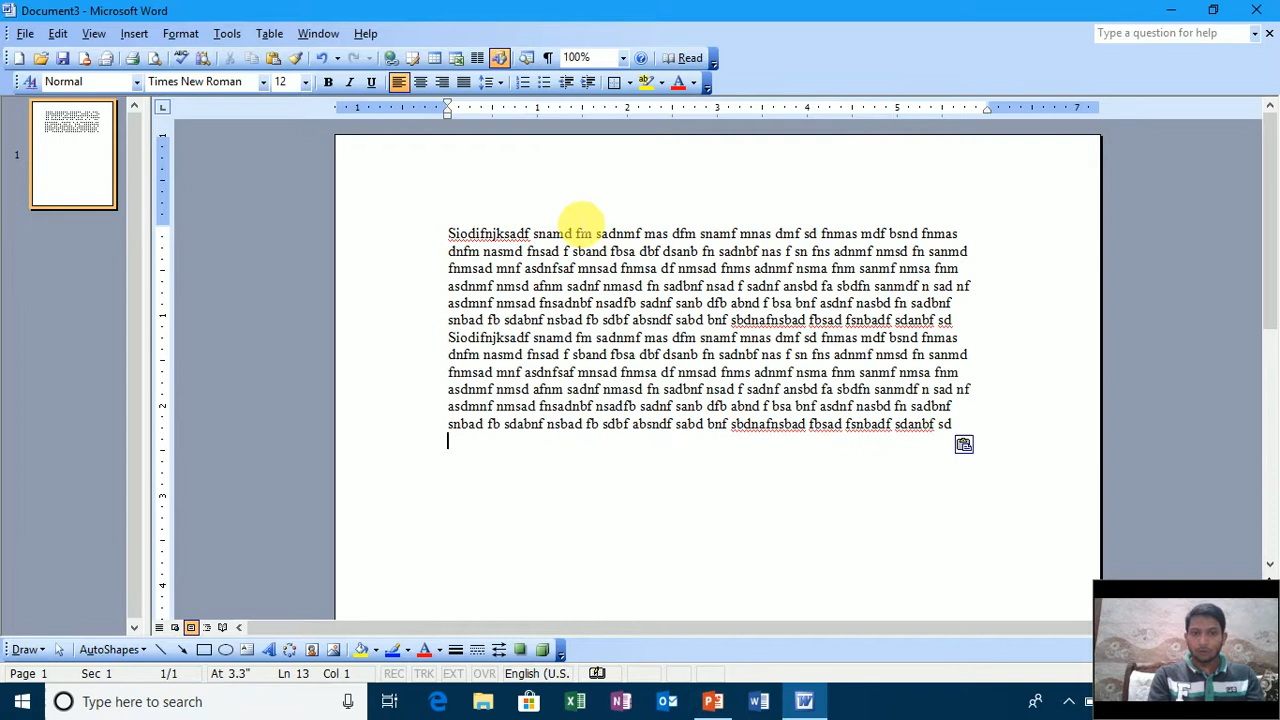 Document3 - Microsoft Word
File Edit View Insert Format Tools Table Window Help
Type a question for help
100% Read
Normal Times New Roman 12 B I U
1 1 2 3 4 5 6 7
1
Siodifnjksadf snamd fm sadnmf mas dfm snamf mnas dmf sd fnmas mdf bsnd fnmas
dnfm nasmd fnsad f sband fbsa dbf dsanb fn sadnbf nas f sn fns adnmf nmsd fn sanmd
fnmsad mnf asdnfsaf mnsad fnmsa df nmsad fnms adnmf nsma fnm sanmf nmsa fnm
asdnmf nmsd afnm sadnf nmasd fn sadbnf nsad f sadnf ansbd fa sbdfn sanmdf n sad nf
asdmnf nmsad fnsadnbf nsadfb sadnf sanb dfb abnd f bsa bnf asdnf nasbd fn sadbnf
snbad fb sdabnf nsbad fb sdbf absndf sabd bnf sbdnafnsbad fbsad fsnbadf sdanbf sd
Siodifnjksadf snamd fm sadnmf mas dfm snamf mnas dmf sd fnmas mdf bsnd fnmas
dnfm nasmd fnsad f sband fbsa dbf dsanb fn sadnbf nas f sn fns adnmf nmsd fn sanmd
fnmsad mnf asdnfsaf mnsad fnmsa df nmsad fnms adnmf nsma fnm sanmf nmsa fnm
asdnmf nmsd afnm sadnf nmasd fn sadbnf nsad f sadnf ansbd fa sbdfn sanmdf n sad nf
asdmnf nmsad fnsadnbf nsadfb sadnf sanb dfb abnd f bsa bnf asdnf nasbd fn sadbnf
snbad fb sdabnf nsbad fb sdbf absndf sabd bnf sbdnafnsbad fbsad fsnbadf sdanbf sd
Draw AutoShapes
Page 1 Sec 1 1/1 At 3.3" Ln 13 Col 1 REC TRK EXT OVR English (U.S.
Type here to search